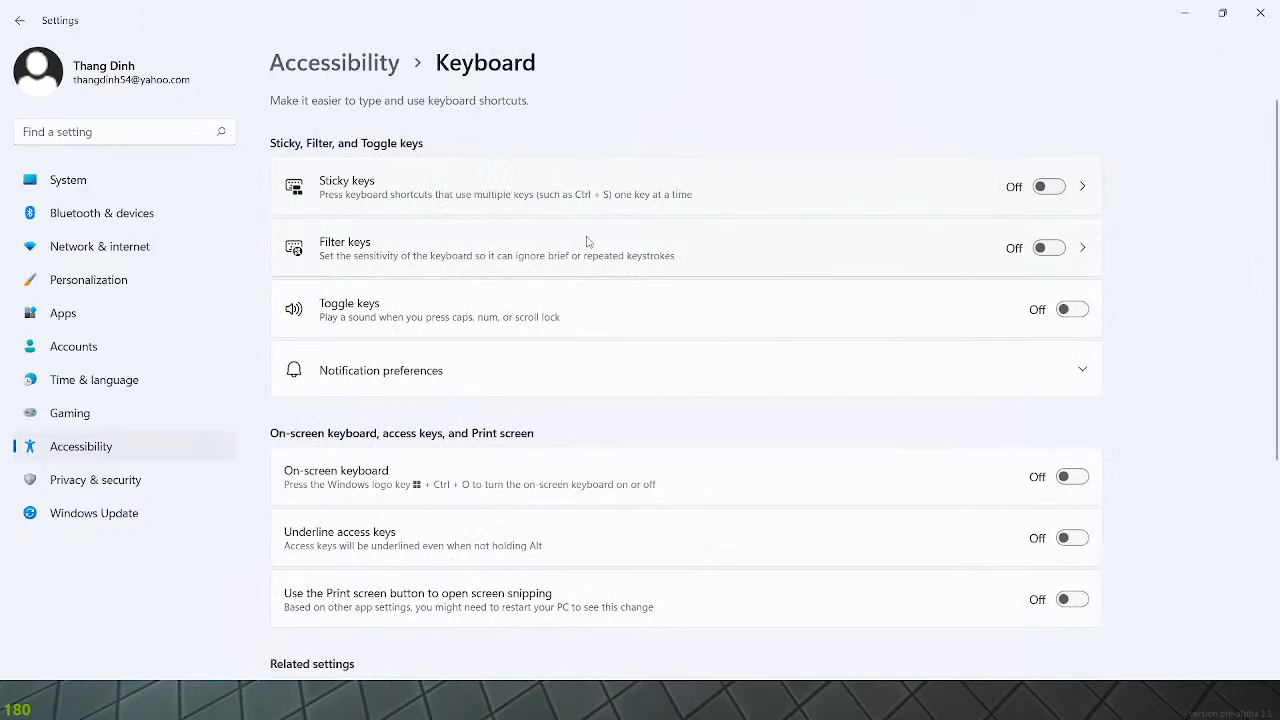 Settings
Thang Dinh
thangdinh54@yahoo.com
Find a setting
System
Bluetooth & devices
Network & internet
Personalization
Apps
Accounts
Time & language
Gaming
Accessibility
Privacy & security
Windows Update
Accessibility > Keyboard
Make it easier to type and use keyboard shortcuts.
Sticky, Filter, and Toggle keys
Sticky keys
Press keyboard shortcuts that use multiple keys (such as Ctrl + S) one key at a time
Off
Filter keys
Set the sensitivity of the keyboard so it can ignore brief or repeated keystrokes
Off
Toggle keys
Play a sound when you press caps, num, or scroll lock
Off
Notification preferences
On-screen keyboard, access keys, and Print screen
On-screen keyboard
Press the Windows logo key + Ctrl + O to turn the on-screen keyboard on or off
Off
Underline access keys
Access keys will be underlined even when not holding Alt
Off
Use the Print screen button to open screen snipping
Based on other app settings, you might need to restart your PC to see this change
Off
Related settings
180
version pre-alpha 1.1